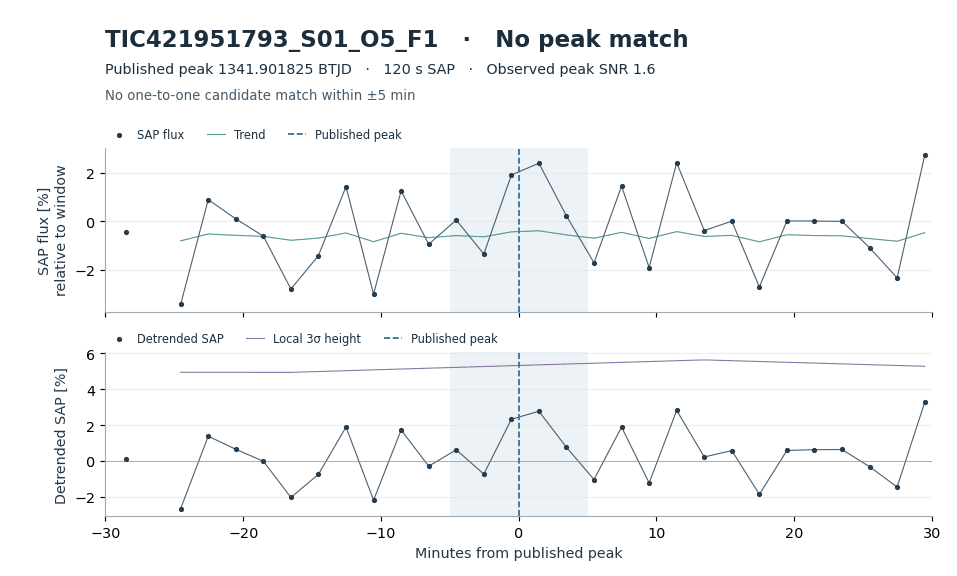 TIC421951793_S01_O5_F1 · No peak match
Published peak 1341.901825 BTJD · 120 s SAP · Observed peak SNR 1.6
No one-to-one candidate match within ±5 min
SAP flux Trend Published peak
SAP flux [%]
relative to window
2
0
−2
Detrended SAP Local 3σ height Published peak
Detrended SAP [%]
6
4
2
0
−2
−30 −20 −10 0 10 20 30
Minutes from published peak